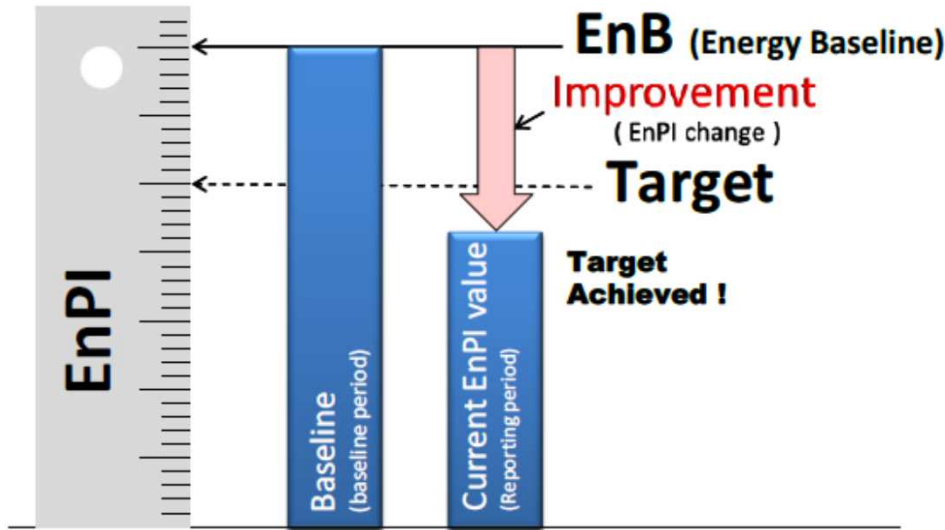 EnB (Energy Baseline)
Improvement
( EnPI change )
Target
Target
Achieved !
EnPI
Baseline
(baseline period)
Current EnPI value
(Reporting period)